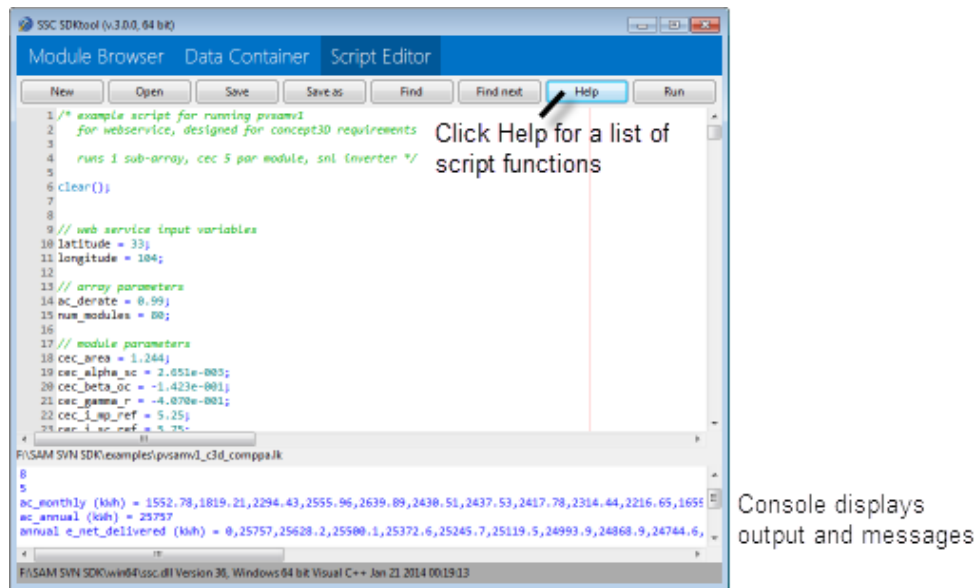 SSC SDKtool (v.3.0.0, 64 bit)
Module Browser Data Container Script Editor
New Open Save Save as Find Find next Help Run
1 /* example script for running pvsamv1
2 for webservice, designed for concept3D requirements
3
4 runs 1 sub-array, cec 5 par module, snl inverter */
5
6 clear();
7
8
9 // web service input variables
10 latitude = 33;
11 longitude = 104;
12
13 // array parameters
14 ac_derate = 0.99;
15 num_modules = 80;
16
17 // module parameters
18 cec_area = 1.244;
19 cec_alpha_sc = 2.651e-003;
20 cec_beta_oc = -1.423e-001;
21 cec_gamma_r = -4.070e-001;
22 cec_i_mp_ref = 5.25;
23 cec_i_sc_ref = 5.75;
Click Help for a list of
script functions
F:\SAM SVN SDK\examples\pvsamv1_c3d_comppa.lk
8
5
ac_monthly (kWh) = 1552.78,1819.21,2294.43,2555.96,2639.89,2430.51,2437.53,2417.78,2314.44,2216.65,1655
ac_annual (kWh) = 25757
annual e_net_delivered (kWh) = 0,25757,25628.2,25500.1,25372.6,25245.7,25119.5,24993.9,24868.9,24744.6,
Console displays
output and messages
F:\SAM SVN SDK\win64\ssc.dll Version 36, Windows 64 bit Visual C++ Jan 21 2014 00:19:13